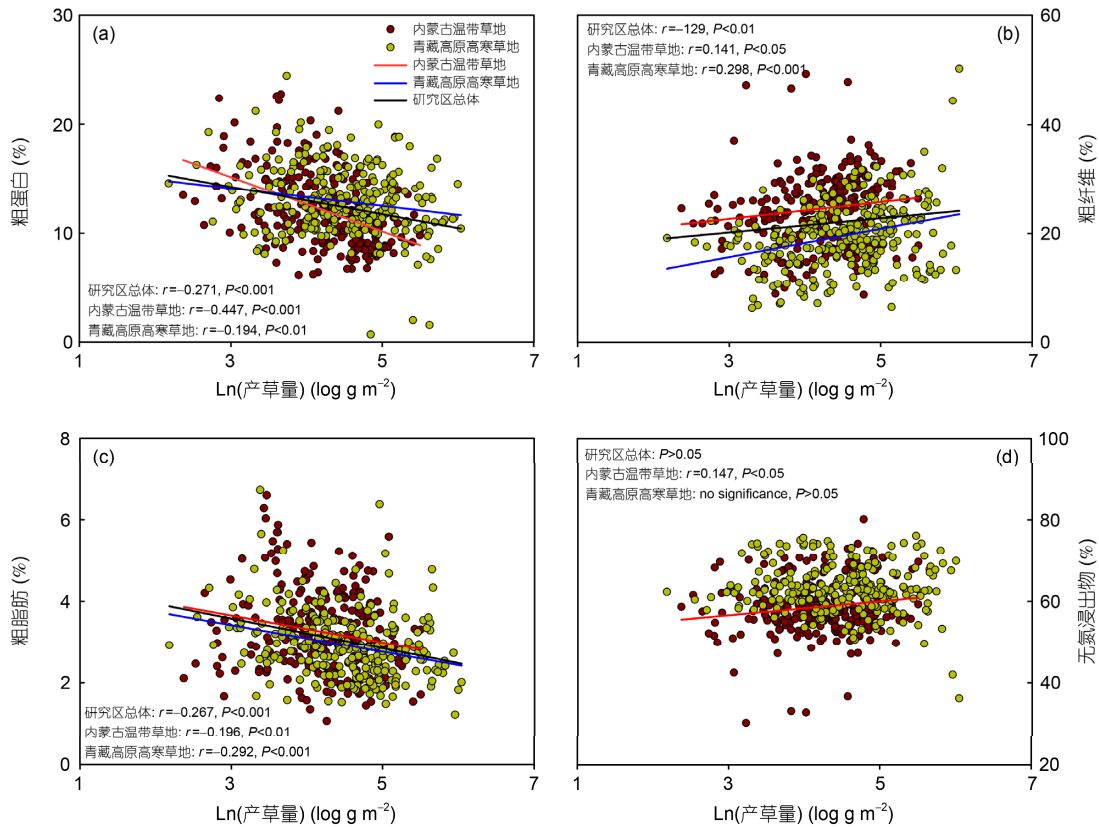 (a)
内蒙古温带草地
青藏高原高寒草地
内蒙古温带草地
青藏高原高寒草地
研究区总体
研究区总体: r=–0.271, P<0.001
内蒙古温带草地: r=–0.447, P<0.001
青藏高原高寒草地: r=–0.194, P<0.01
30
20
10
0
粗蛋白 (%)
1 3 5 7
Ln(产草量) (log g m⁻²)
(b)
研究区总体: r=–129, P<0.01
内蒙古温带草地: r=0.141, P<0.05
青藏高原高寒草地: r=0.298, P<0.001
60
40
20
0
粗纤维 (%)
1 3 5 7
Ln(产草量) (log g m⁻²)
(c)
研究区总体: r=–0.267, P<0.001
内蒙古温带草地: r=–0.196, P<0.01
青藏高原高寒草地: r=–0.292, P<0.001
8
6
4
2
0
粗脂肪 (%)
1 3 5 7
Ln(产草量) (log g m⁻²)
(d)
研究区总体: P>0.05
内蒙古温带草地: r=0.147, P<0.05
青藏高原高寒草地: no significance, P>0.05
100
80
60
40
20
无氮浸出物 (%)
1 3 5 7
Ln(产草量) (log g m⁻²)